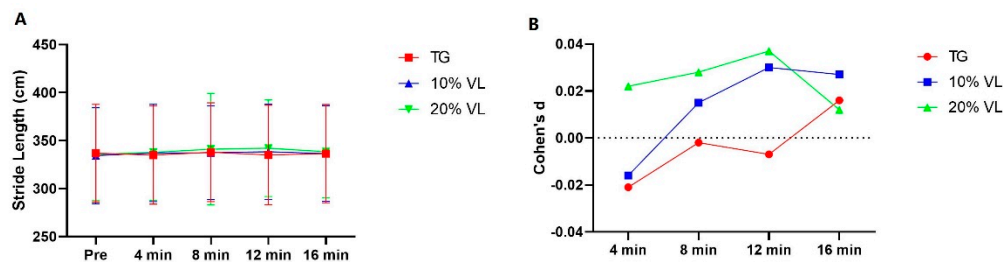 A
Stride Length (cm)
450
400
350
300
250
Pre
4 min
8 min
12 min
16 min
TG
10% VL
20% VL
B
Cohen's d
0.04
0.02
0.00
-0.02
-0.04
4 min
8 min
12 min
16 min
TG
10% VL
20% VL